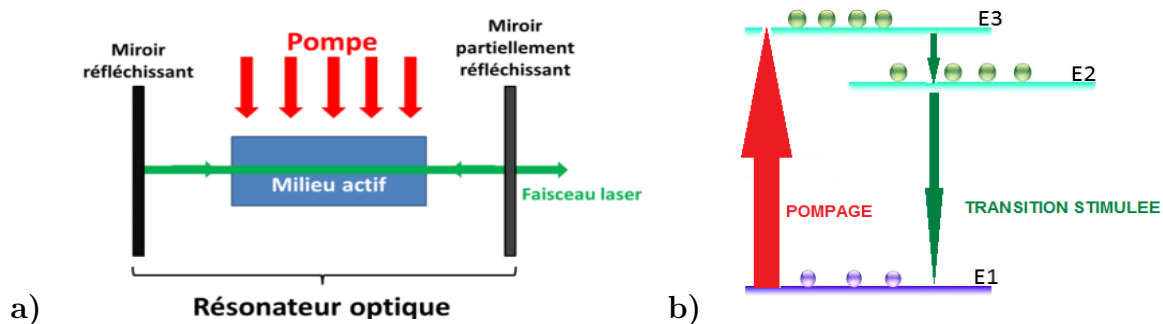 Miroir
réfléchissant
Pompe
Miroir
partiellement
réfléchissant
Milieu actif
Faisceau laser
Résonateur optique
a)
E3
E2
POMPAGE
TRANSITION STIMULEE
E1
b)